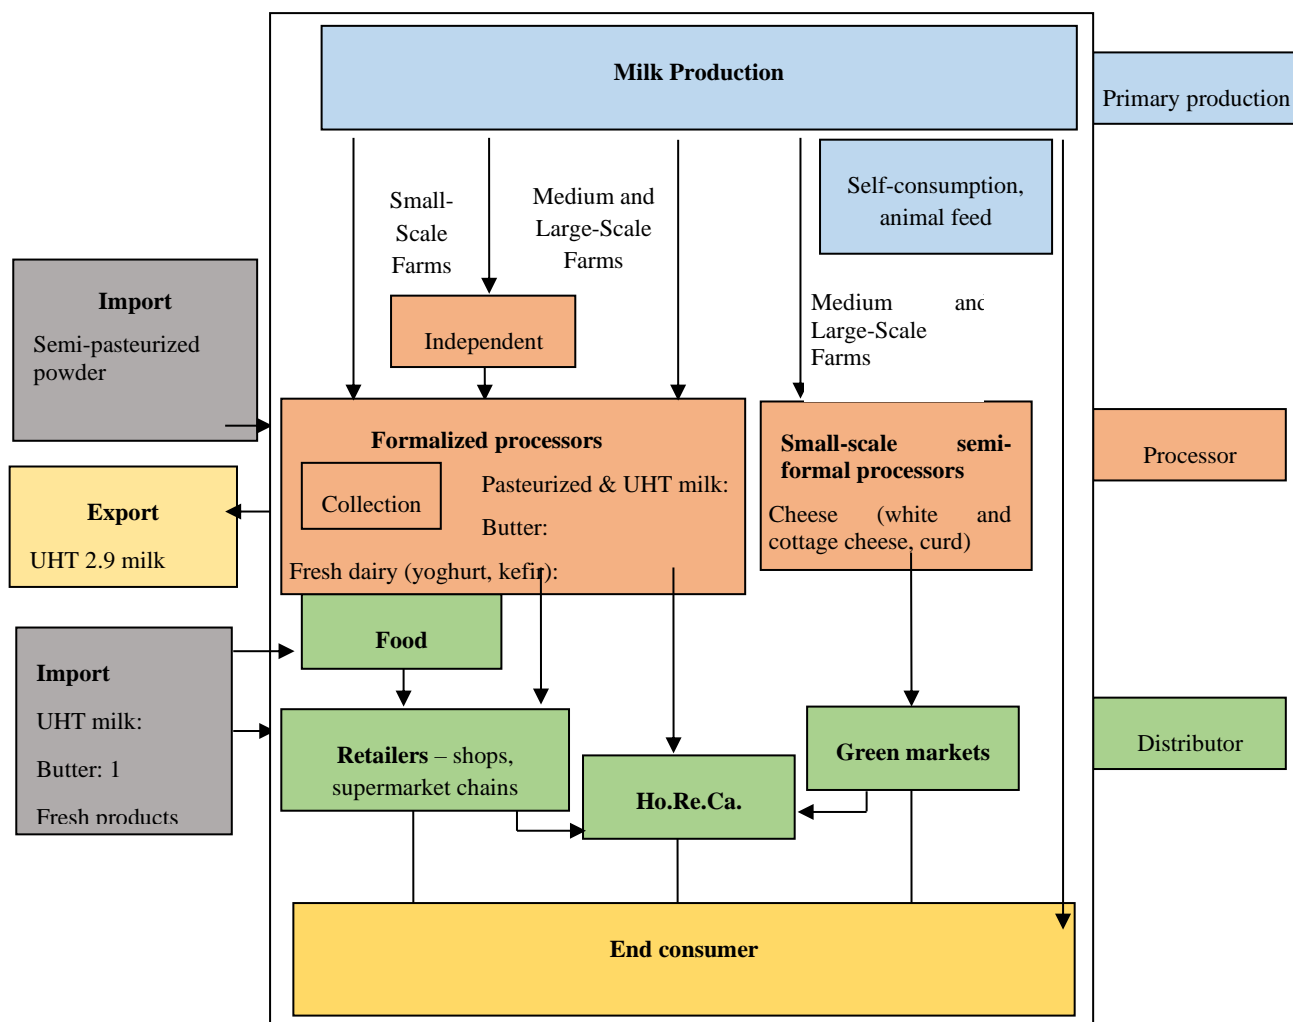 Milk Production
Primary production
Self-consumption,
animal feed
Small-
Scale
Farms
Medium and
Large-Scale
Farms
Import
Semi-pasteurized
powder
Independent
Medium and
Large-Scale
Farms
Formalized processors
Collection
Pasteurized & UHT milk:
Butter:
Fresh dairy (yoghurt, kefir):
Small-scale semi-
formal processors
Cheese (white and
cottage cheese, curd)
Processor
Export
UHT 2.9 milk
Food
Import
UHT milk:
Butter: 1
Fresh products
Retailers – shops,
supermarket chains
Ho.Re.Ca.
Green markets
Distributor
End consumer